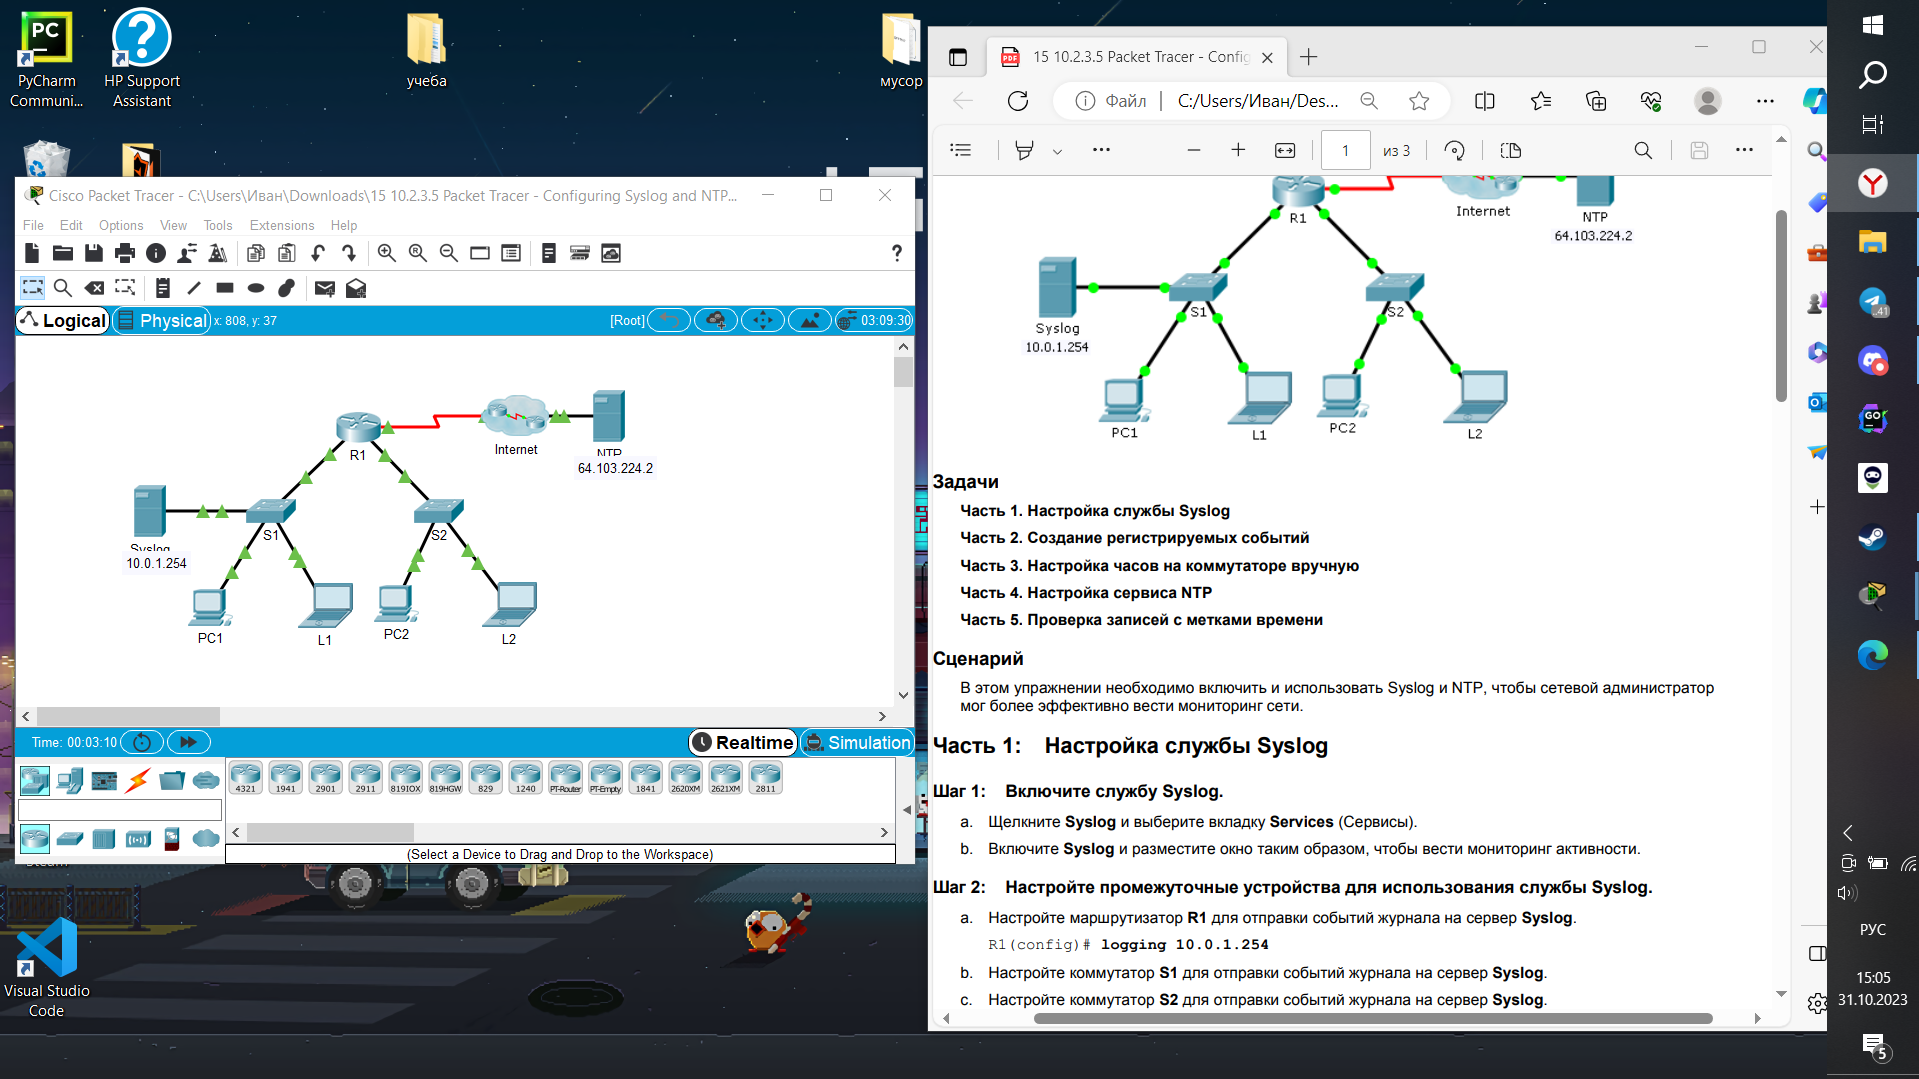 PC
PyCharm
Communi...
HP Support
Assistant
учеба
мусор
Cisco Packet Tracer - C:\Users\Иван\Downloads\15 10.2.3.5 Packet Tracer - Configuring Syslog and NTP...
File Edit Options View Tools Extensions Help
Logical
Physical
x: 808, y: 37
[Root]
03:09:30
R1
Internet
NTP
64.103.224.2
S1
S2
Syslog
10.0.1.254
PC1
L1
PC2
L2
Time: 00:03:10
Realtime
Simulation
4321 1941 2901 2911 819IOX 819HGW 829 1240 PT-Router PT-Empty 1841 2620XM 2621XM 2811
(Select a Device to Drag and Drop to the Workspace)
Visual Studio
Code
15 10.2.3.5 Packet Tracer - Config
Файл
C:/Users/Иван/Des...
1 из 3
R1
Internet
NTP
64.103.224.2
S1
S2
Syslog
10.0.1.254
PC1
L1
PC2
L2
Задачи
Часть 1. Настройка службы Syslog
Часть 2. Создание регистрируемых событий
Часть 3. Настройка часов на коммутаторе вручную
Часть 4. Настройка сервиса NTP
Часть 5. Проверка записей с метками времени
Сценарий
В этом упражнении необходимо включить и использовать Syslog и NTP, чтобы сетевой администратор
мог более эффективно вести мониторинг сети.
Часть 1: Настройка службы Syslog
Шаг 1: Включите службу Syslog.
a. Щелкните Syslog и выберите вкладку Services (Сервисы).
b. Включите Syslog и разместите окно таким образом, чтобы вести мониторинг активности.
Шаг 2: Настройте промежуточные устройства для использования службы Syslog.
a. Настройте маршрутизатор R1 для отправки событий журнала на сервер Syslog.
R1(config)# logging 10.0.1.254
b. Настройте коммутатор S1 для отправки событий журнала на сервер Syslog.
c. Настройте коммутатор S2 для отправки событий журнала на сервер Syslog.
GO
РУС
15:05
31.10.2023
5